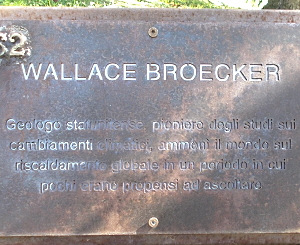 62
WALLACE BROECKER
Geologo statunitense, pioniere degli studi sui
cambiamenti climatici, ammonì il mondo sul
riscaldamento globale in un periodo in cui
pochi erano propensi ad ascoltare